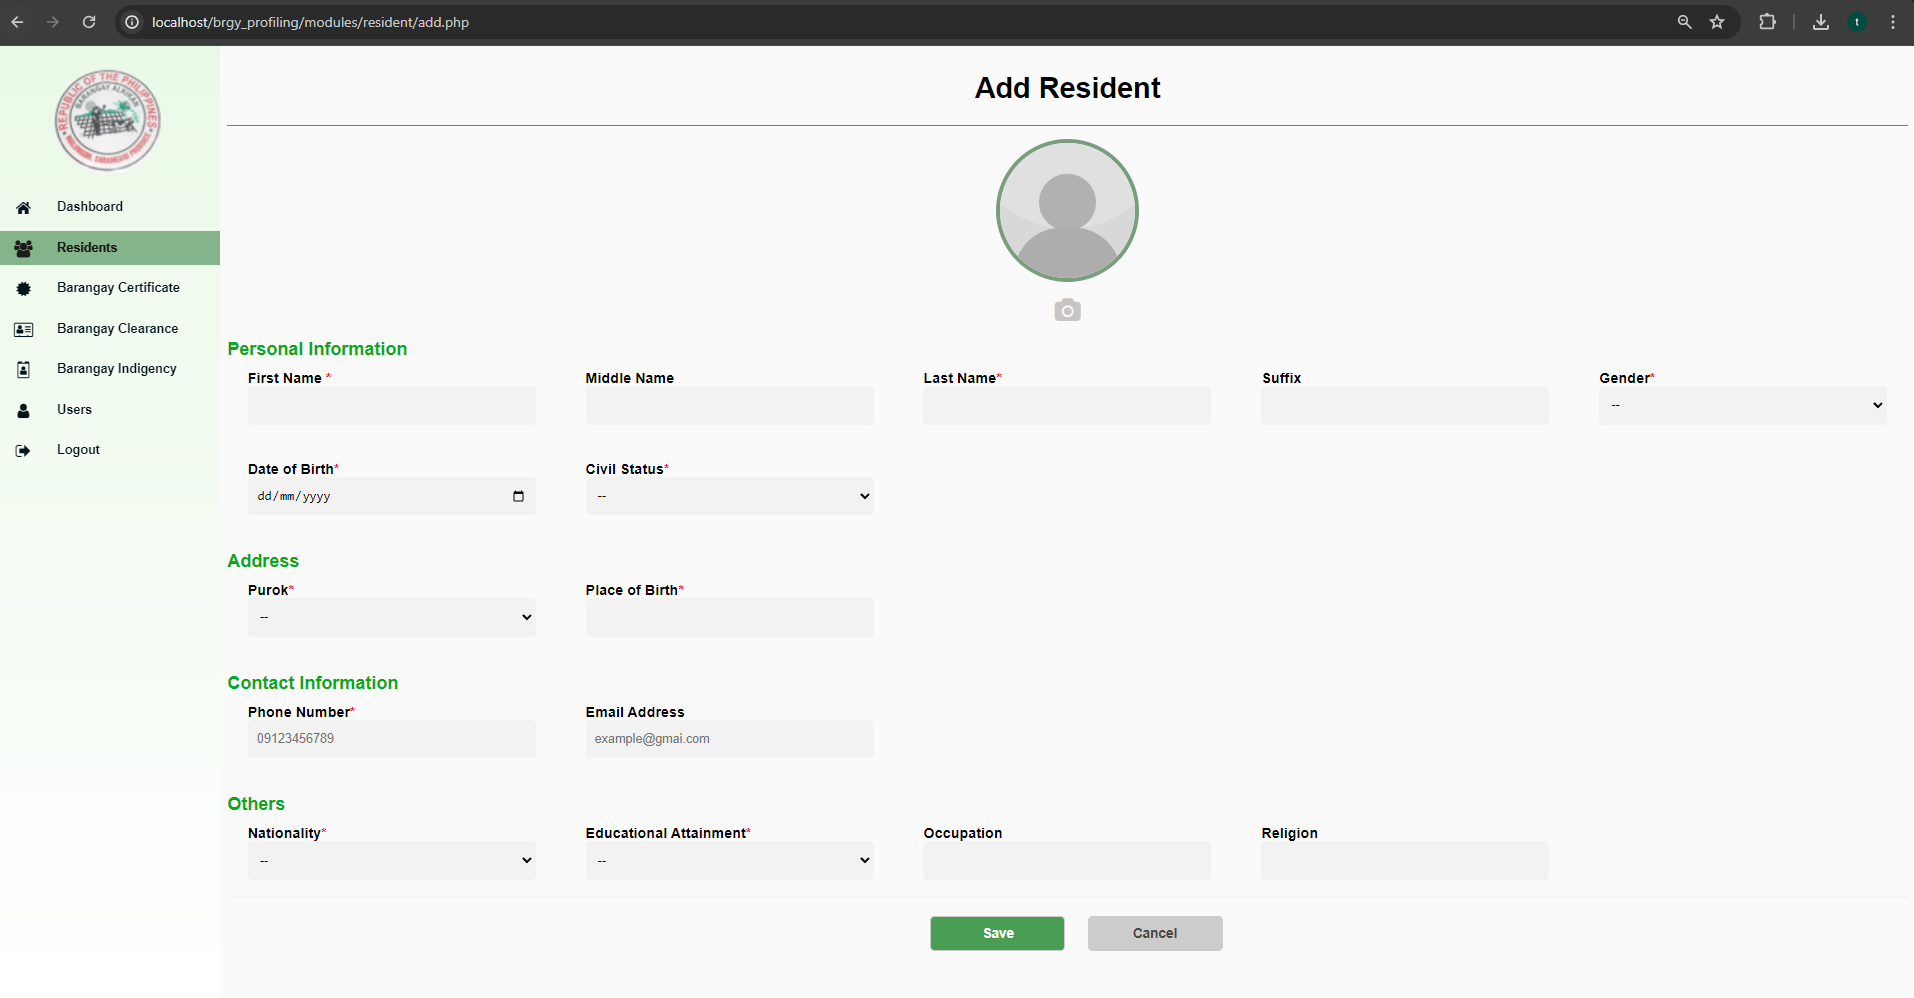 localhost/brgy_profiling/modules/resident/add.php
t
REPUBLIC OF THE PHILIPPINES
BARANGAY ALKIKAN
Dashboard
Residents
Barangay Certificate
Barangay Clearance
Barangay Indigency
Users
Logout
Add Resident
Personal Information
First Name * Middle Name Last Name* Suffix Gender*
--
Date of Birth* Civil Status*
dd/mm/yyyy --
Address
Purok* Place of Birth*
--
Contact Information
Phone Number* Email Address
09123456789 example@gmai.com
Others
Nationality* Educational Attainment* Occupation Religion
-- --
Save Cancel